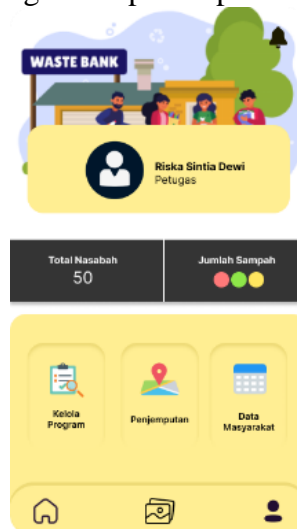 WASTE BANK
Riska Sintia Dewi
Petugas
Total Nasabah
50
Jumlah Sampah
Kelola
Program
Penjemputan
Data
Masyarakat